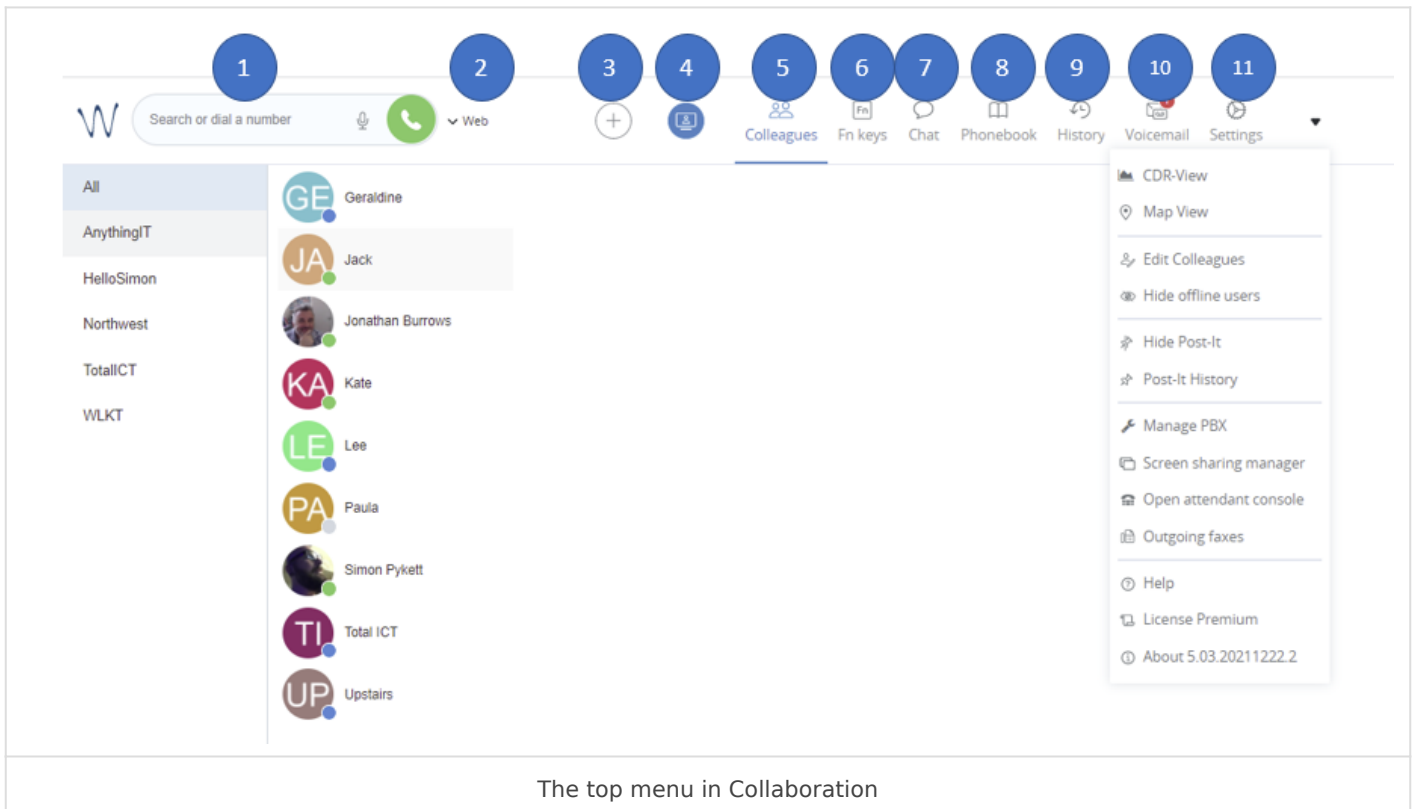 1 2 3 4 5 6 7 8 9 10 11
W Search or dial a number Web Fn
Colleagues Fn keys Chat Phonebook History Voicemail Settings
All
AnythingIT
HelloSimon
Northwest
TotalICT
WLKT
GE Geraldine
JA Jack
Jonathan Burrows
KA Kate
LE Lee
PA Paula
Simon Pykett
TI Total ICT
UP Upstairs
CDR-View
Map View
Edit Colleagues
Hide offline users
Hide Post-It
Post-It History
Manage PBX
Screen sharing manager
Open attendant console
Outgoing faxes
Help
License Premium
About 5.03.20211222.2
The top menu in Collaboration